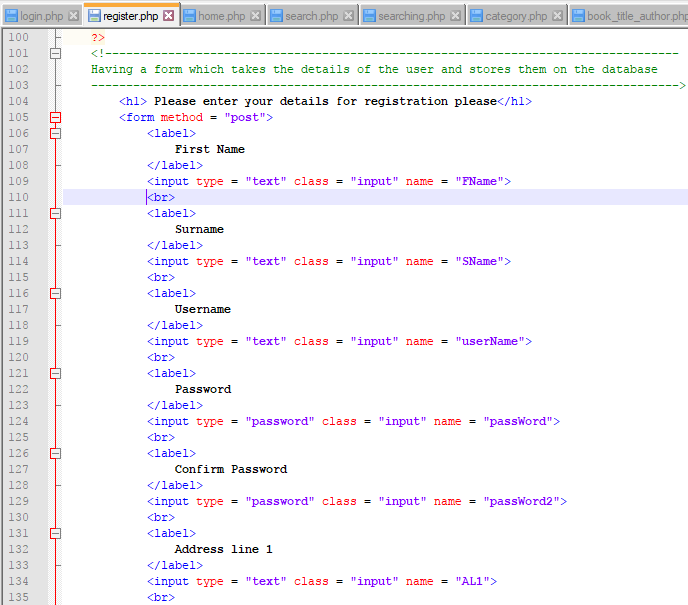 login.php register.php home.php search.php searching.php category.php book_title_author.php
100 ?>
101 <!----------------------------------------------------------------------------------
102 Having a form which takes the details of the user and stores them on the database
103 ------------------------------------------------------------------------------------>
104 <h1> Please enter your details for registration please</h1>
105 <form method = "post">
106 <label>
107 First Name
108 </label>
109 <input type = "text" class = "input" name = "FName">
110 <br>
111 <label>
112 Surname
113 </label>
114 <input type = "text" class = "input" name = "SName">
115 <br>
116 <label>
117 Username
118 </label>
119 <input type = "text" class = "input" name = "userName">
120 <br>
121 <label>
122 Password
123 </label>
124 <input type = "password" class = "input" name = "passWord">
125 <br>
126 <label>
127 Confirm Password
128 </label>
129 <input type = "password" class = "input" name = "passWord2">
130 <br>
131 <label>
132 Address line 1
133 </label>
134 <input type = "text" class = "input" name = "AL1">
135 <br>